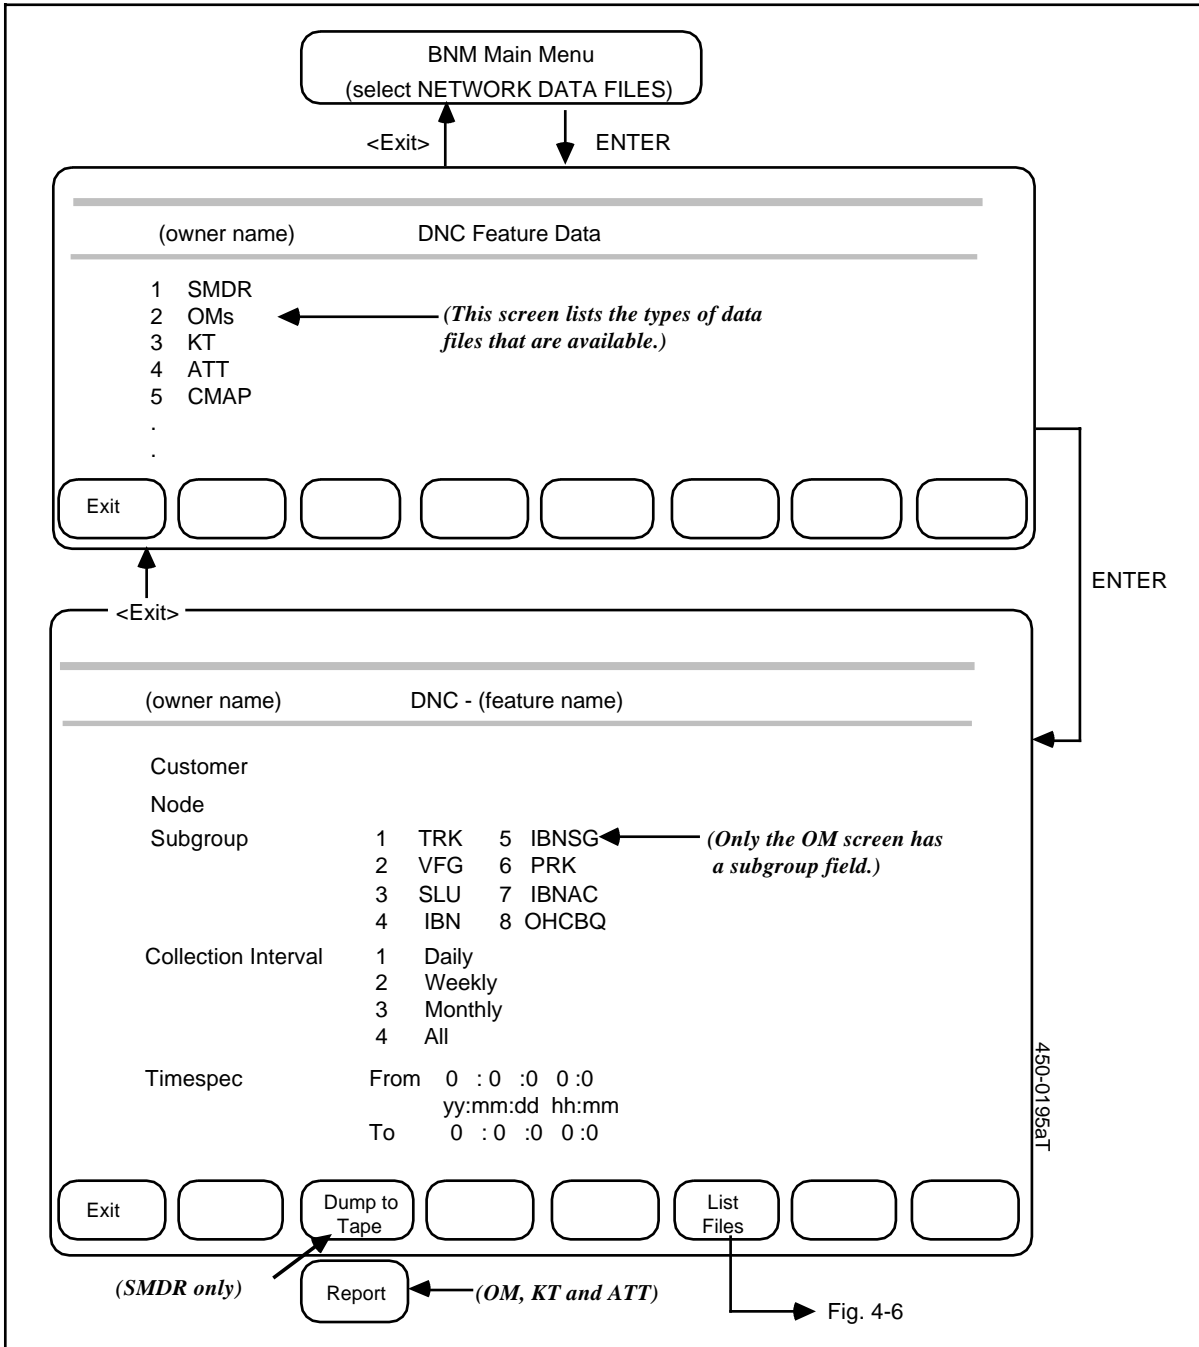 BNM Main Menu
(select NETWORK DATA FILES)
<Exit> ENTER
(owner name) DNC Feature Data
1 SMDR
2 OMs
3 KT
4 ATT
5 CMAP
.
.
(This screen lists the types of data
files that are available.)
Exit
ENTER
<Exit>
(owner name) DNC - (feature name)
Customer
Node
Subgroup 1 TRK 5 IBNSG
2 VFG 6 PRK
3 SLU 7 IBNAC
4 IBN 8 OHCBQ
(Only the OM screen has
a subgroup field.)
Collection Interval 1 Daily
2 Weekly
3 Monthly
4 All
Timespec From 0 : 0 :0 0 :0
yy:mm:dd hh:mm
To 0 : 0 :0 0 :0
450-0195aT
Exit
Dump to
Tape
List
Files
(SMDR only)
Report
(OM, KT and ATT)
Fig. 4-6